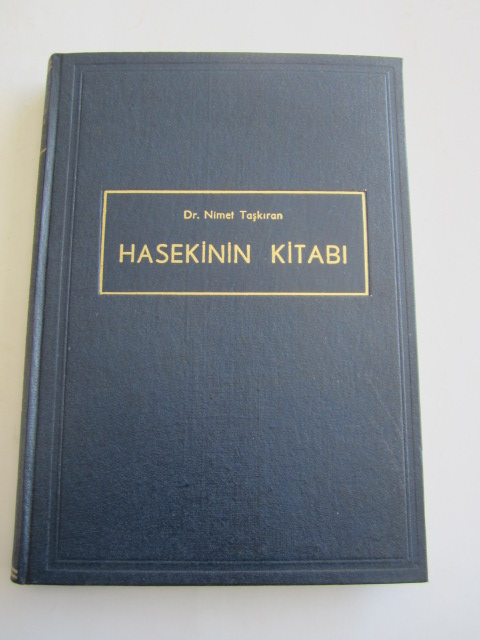 Dr. Nimet Taşkıran
HASEKİNİN KİTABI